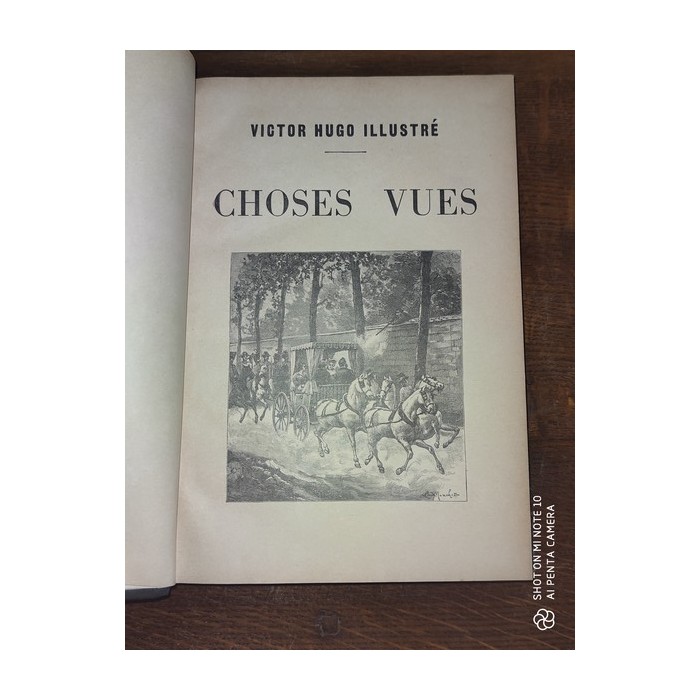 VICTOR HUGO ILLUSTRÉ
CHOSES VUES
SHOT ON MI NOTE 10
AI PENTA CAMERA